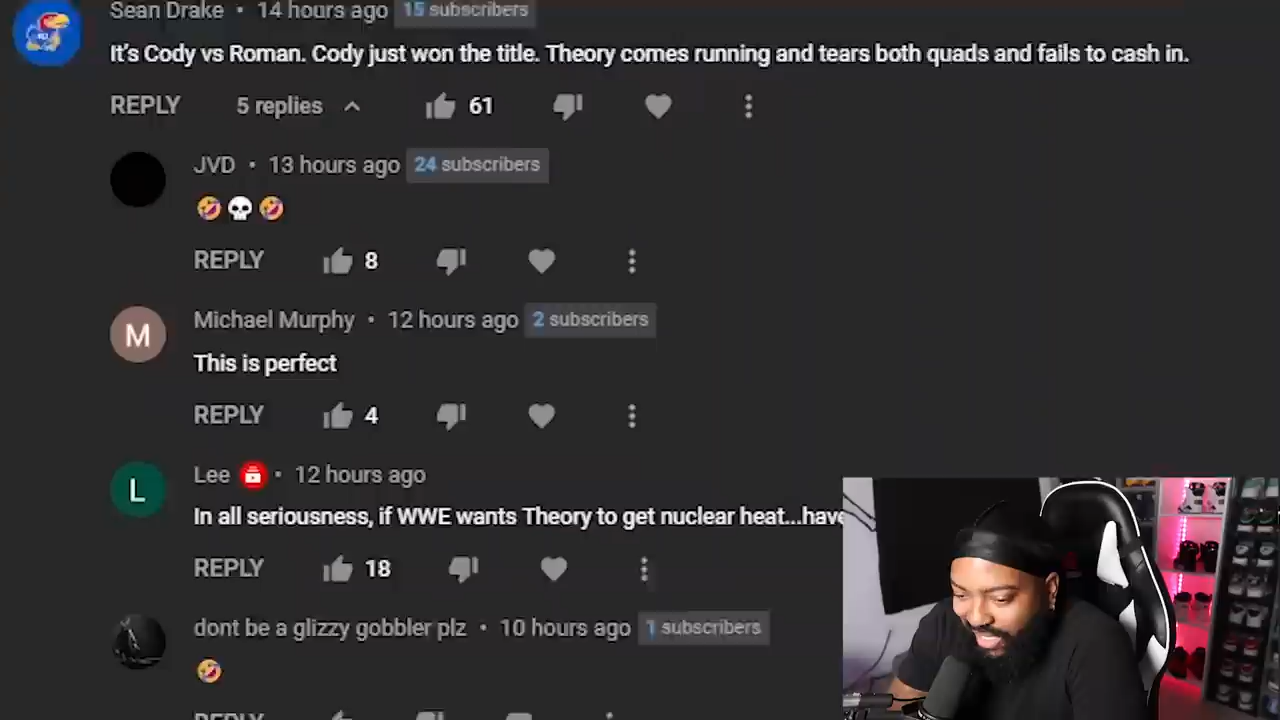 Sean Drake • 14 hours ago 15 subscribers
It's Cody vs Roman. Cody just won the title. Theory comes running and tears both quads and fails to cash in.
REPLY 5 replies 61
JVD • 13 hours ago 24 subscribers
🤣💀🤣
REPLY 8
M
Michael Murphy • 12 hours ago 2 subscribers
This is perfect
REPLY 4
L
Lee • 12 hours ago
In all seriousness, if WWE wants Theory to get nuclear heat...have
REPLY 18
dont be a glizzy gobbler plz • 10 hours ago 1 subscribers
🤣
REPLY